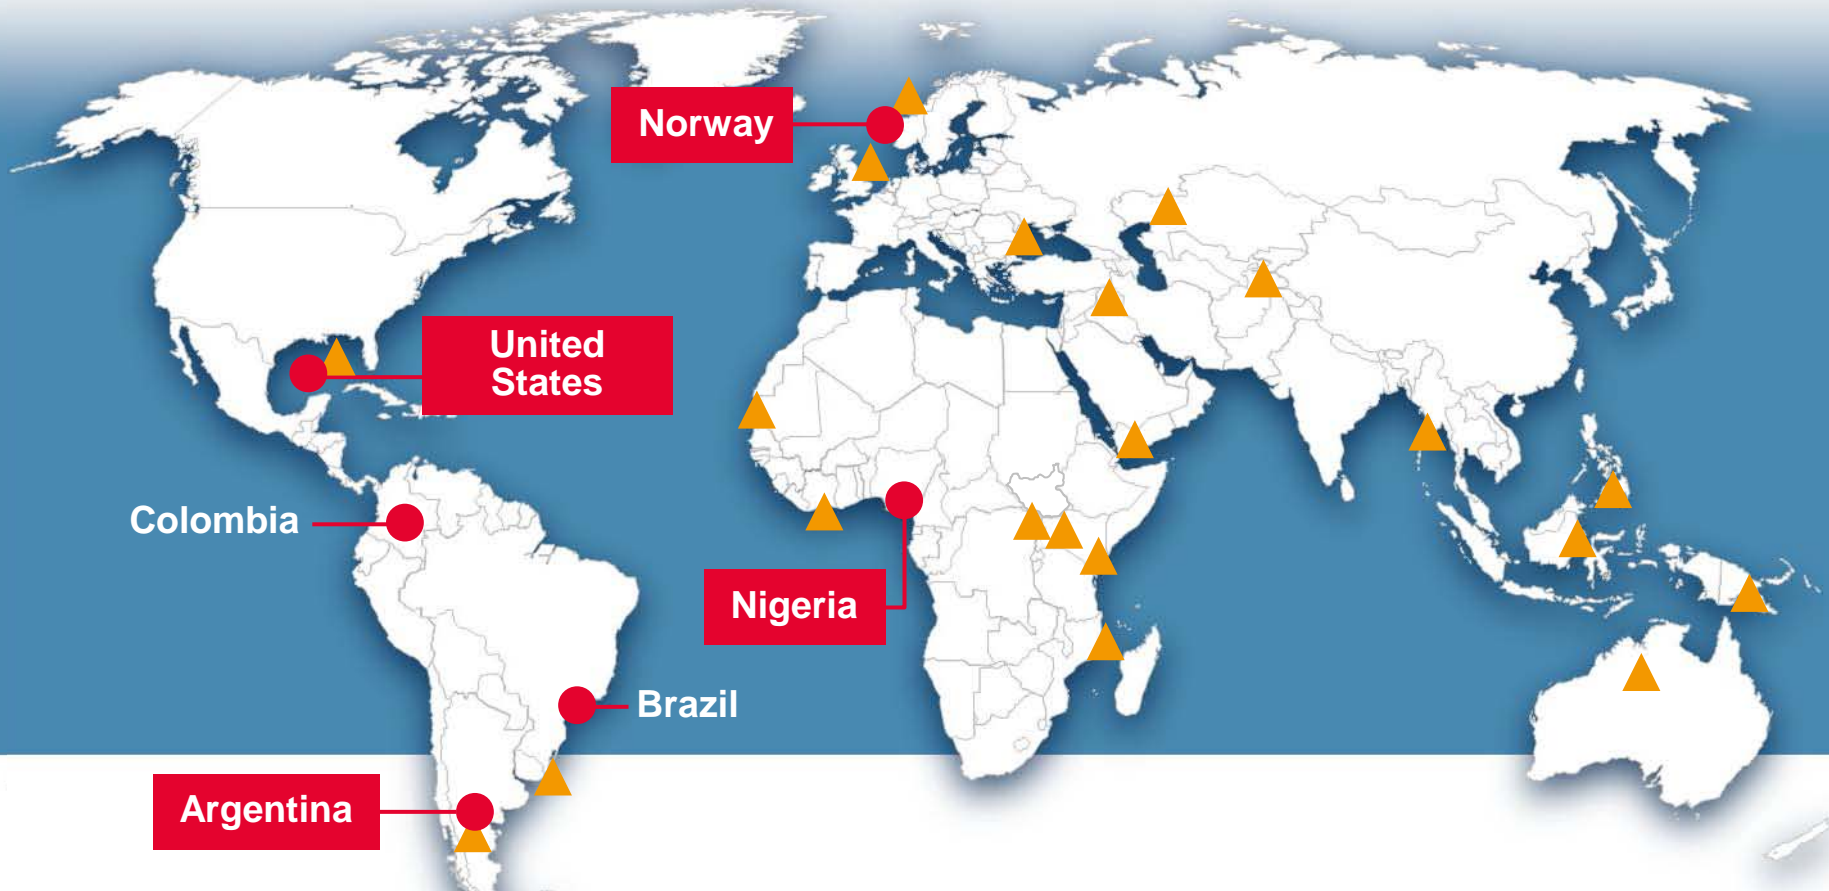 Norway
United
States
Colombia
Nigeria
Brazil
Argentina